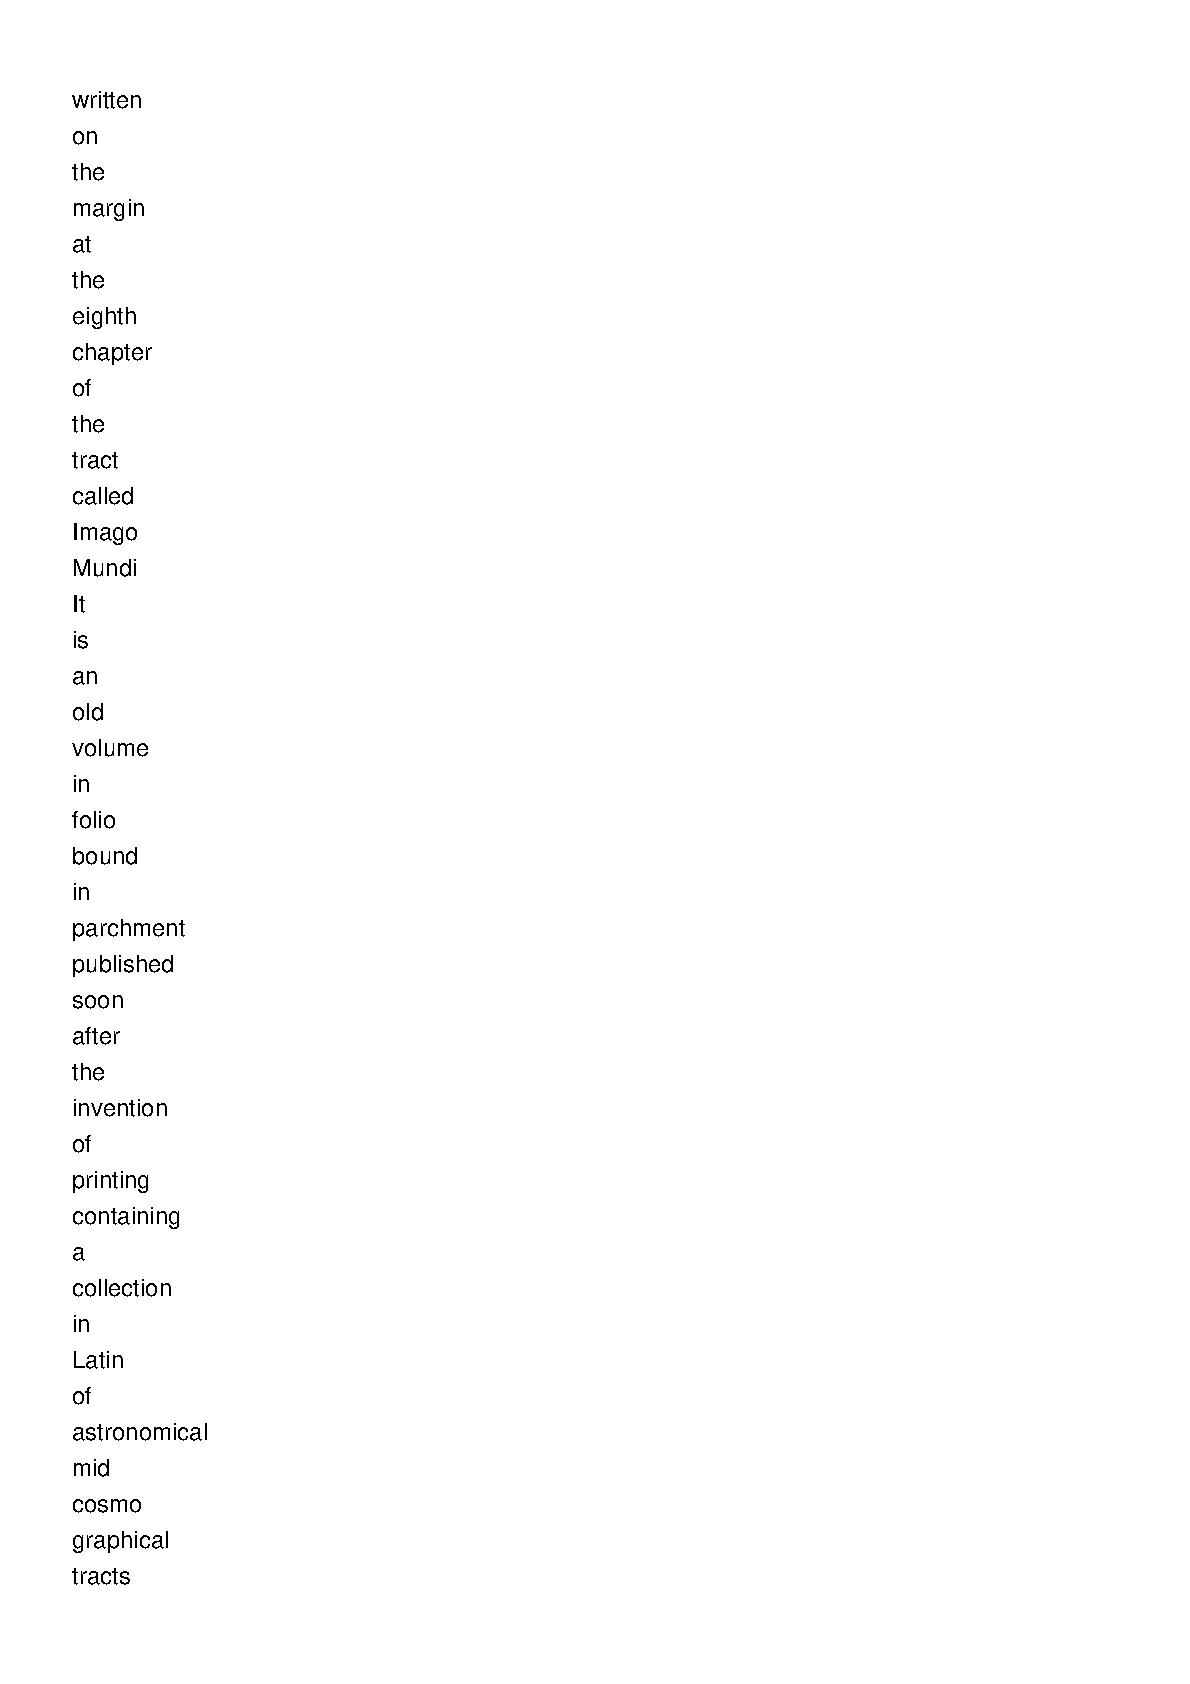 written
on
the
margin
at
the
eighth
chapter
of
the
tract
called
Imago
Mundi
It
is
an
old
volume
in
folio
bound
in
parchment
published
soon
after
the
invention
of
printing
containing
a
collection
in
Latin
of
astronomical
mid
cosmo
graphical
tracts